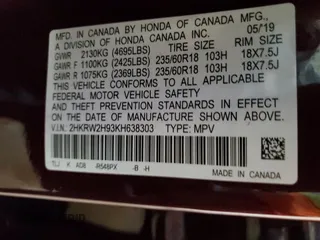 MFD. IN CANADA BY HONDA OF CANADA MFG., 05/19
A DIVISION OF HONDA CANADA INC.
GVWR 2130KG (4695LBS) TIRE SIZE RIM SIZE
GAWR F 1100KG (2425LBS) 235/60R18 103H 18X7.5J
GAWR R 1075KG (2369LBS) 235/60R18 103H 18X7.5J
THIS VEHICLE CONFORMS TO ALL APPLICABLE
FEDERAL MOTOR VEHICLE SAFETY
STANDARDS IN EFFECT ON THE DATE OF
MANUFACTURE SHOWN ABOVE.
V.I.N.: 2HKRW2H93KH638303 TYPE: MPV
TLJ K AD8 -R548PX -B -H
MADE IN CANADA